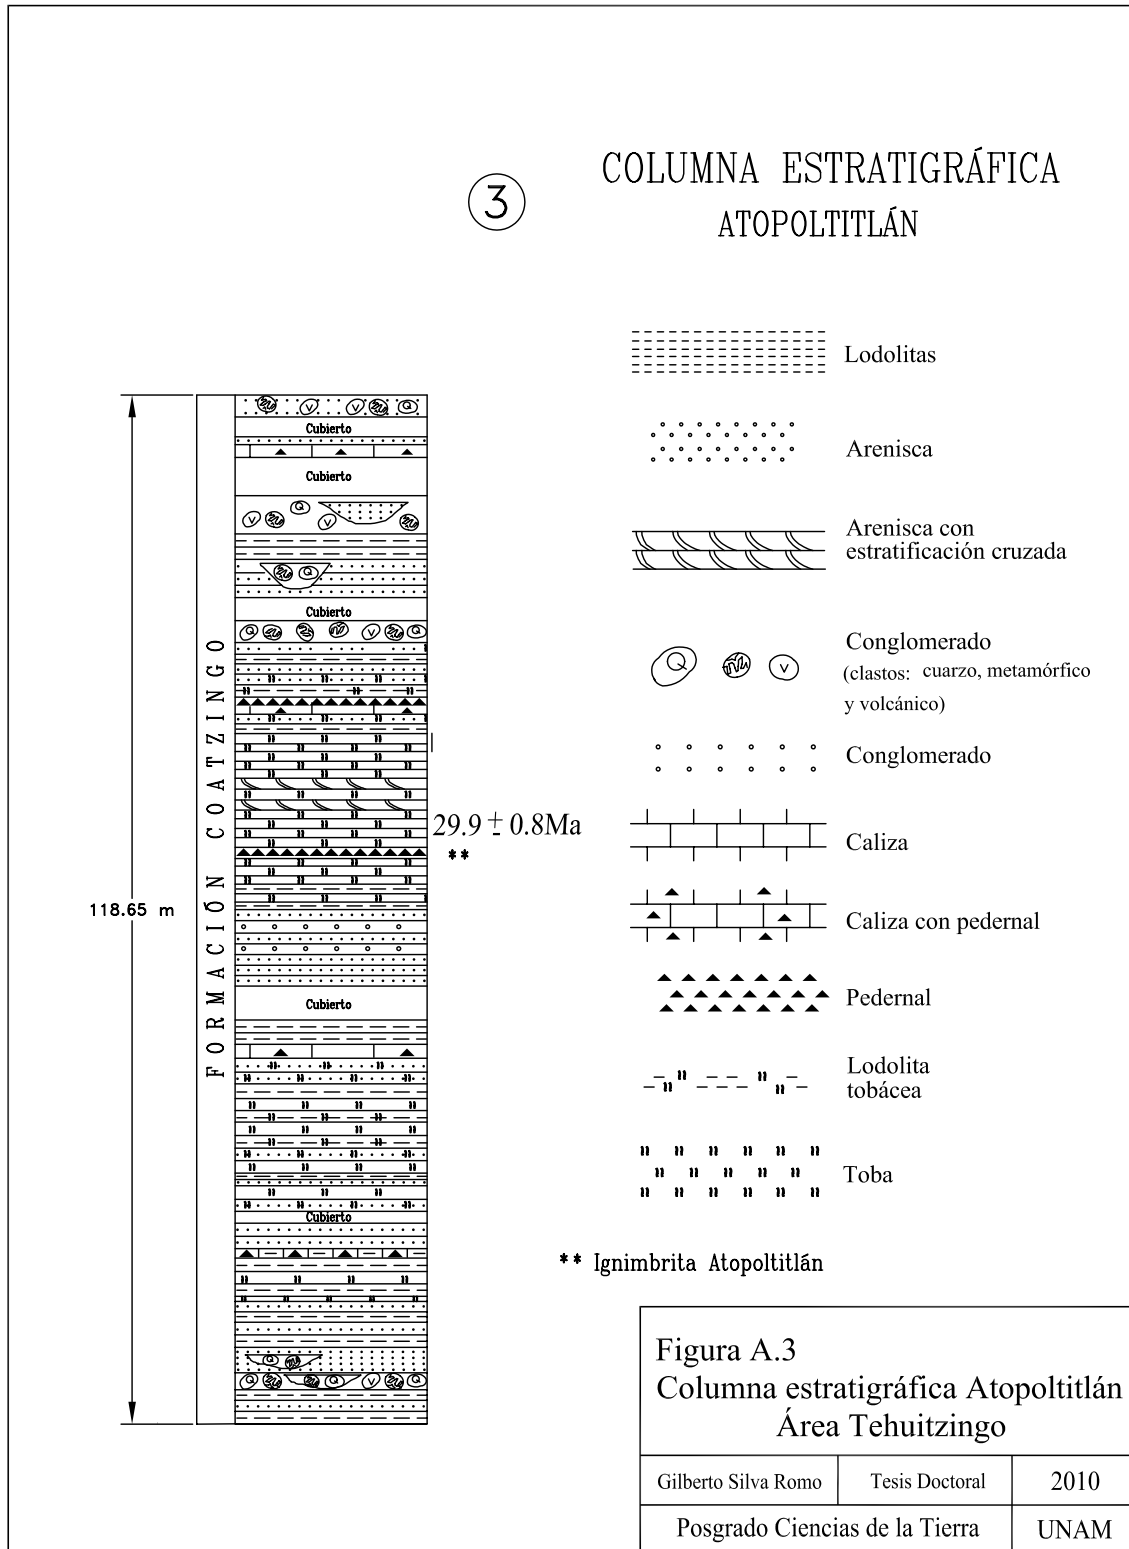 3
COLUMNA ESTRATIGRÁFICA
ATOPOLTITLÁN
Lodolitas
Arenisca
Arenisca con
estratificación cruzada
Conglomerado
(clastos: cuarzo, metamórfico
y volcánico)
Conglomerado
Caliza
Caliza con pedernal
Pedernal
Lodolita
tobácea
Toba
** Ignimbrita Atopoltitlán
118.65 m
FORMACIÓN COATZINGO
Cubierto
Cubierto
Cubierto
Cubierto
Cubierto
29.9 ± 0.8Ma
**
Figura A.3
Columna estratigráfica Atopoltitlán
Área Tehuitzingo
Gilberto Silva Romo
Tesis Doctoral
2010
Posgrado Ciencias de la Tierra
UNAM